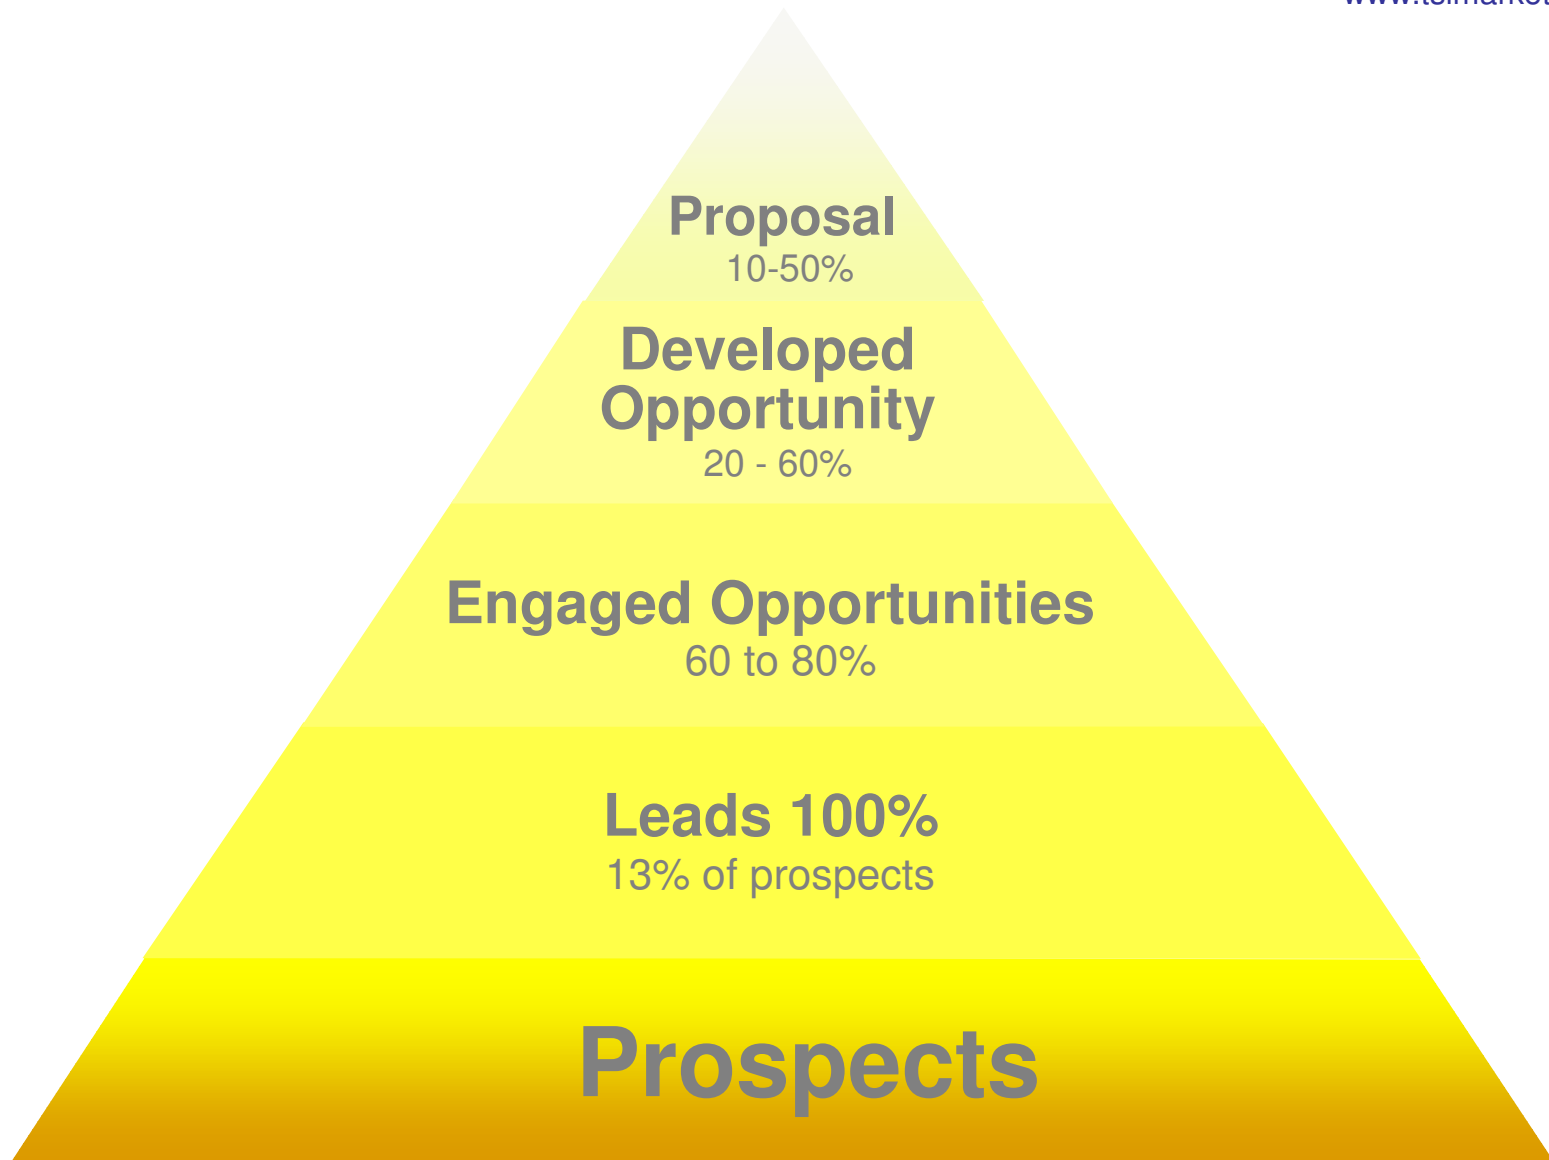 Proposal
10-50%
Developed
Opportunity
20 - 60%
Engaged Opportunities
60 to 80%
Leads 100%
13% of prospects
Prospects